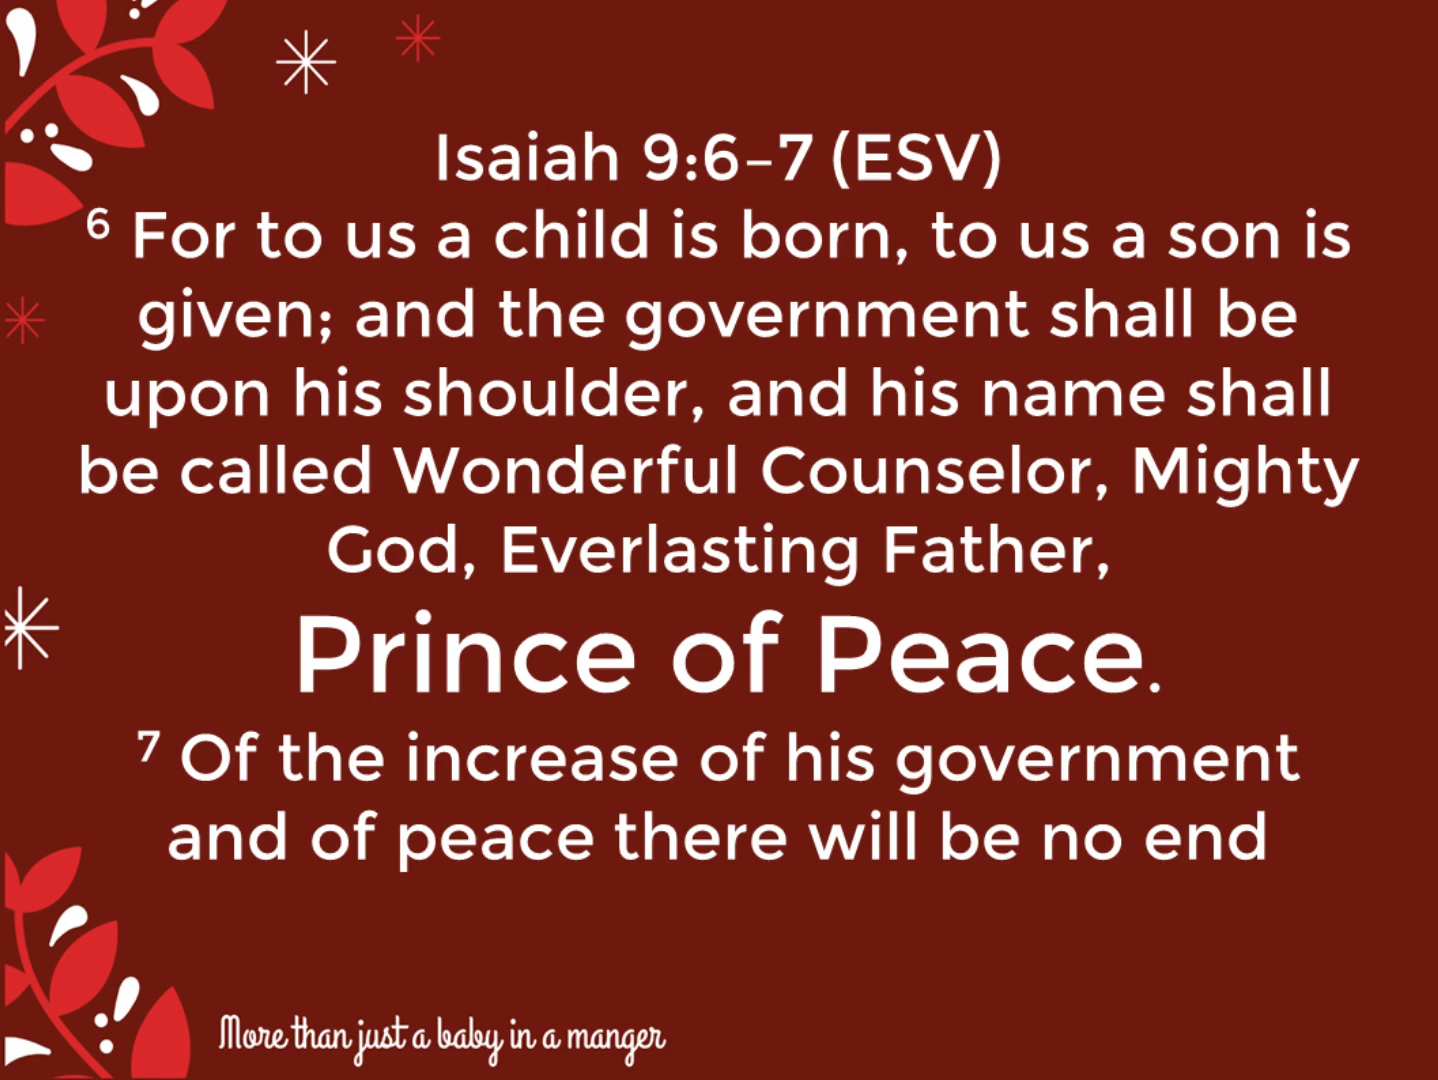 Isaiah 9:6–7 (ESV)
⁶ For to us a child is born, to us a son is
given; and the government shall be
upon his shoulder, and his name shall
be called Wonderful Counselor, Mighty
God, Everlasting Father,
Prince of Peace.
⁷ Of the increase of his government
and of peace there will be no end
More than just a baby in a manger